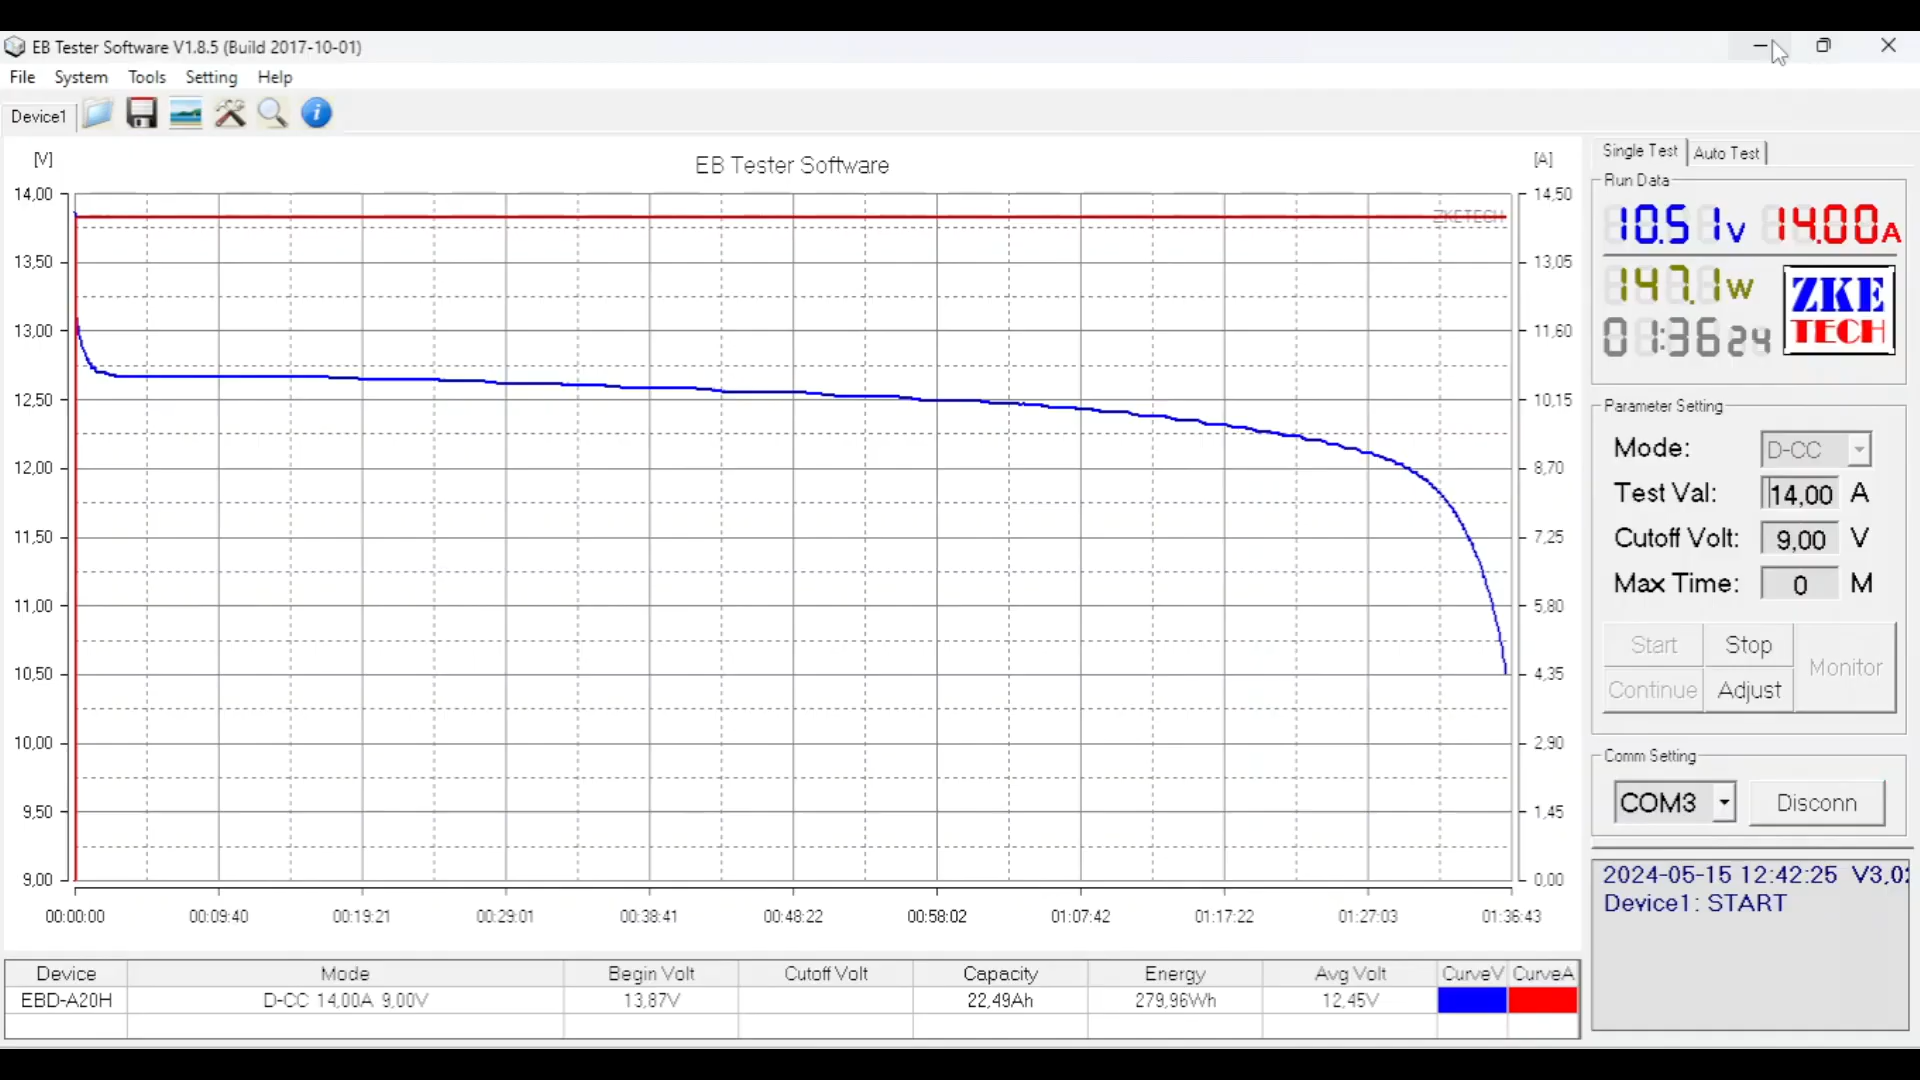 EB Tester Software V1.8.5 (Build 2017-10-01)
File System Tools Setting Help
Device1
[V] EB Tester Software [A]
ZKETECH
14,00
13,50
13,00
12,50
12,00
11,50
11,00
10,50
10,00
9,50
9,00
14,50
13,05
11,60
10,15
8,70
7,25
5,80
4,35
2,90
1,45
0,00
00:00:00 00:09:40 00:19:21 00:29:01 00:38:41 00:48:22 00:58:02 01:07:42 01:17:22 01:27:03 01:36:43
Device Mode Begin Volt Cutoff Volt Capacity Energy Avg Volt CurveV CurveA
EBD-A20H D-CC 14,00A 9,00V 13,87V 22,49Ah 279,96Wh 12,45V
Single Test Auto Test
Run Data
10.51V 14.00A
147.1W
01:36 24
ZKE
TECH
Parameter Setting
Mode: D-CC
Test Val: 14,00 A
Cutoff Volt: 9,00 V
Max Time: 0 M
Start Stop Monitor
Continue Adjust
Comm Setting
COM3 Disconn
2024-05-15 12:42:25 V3,0
Device1: START